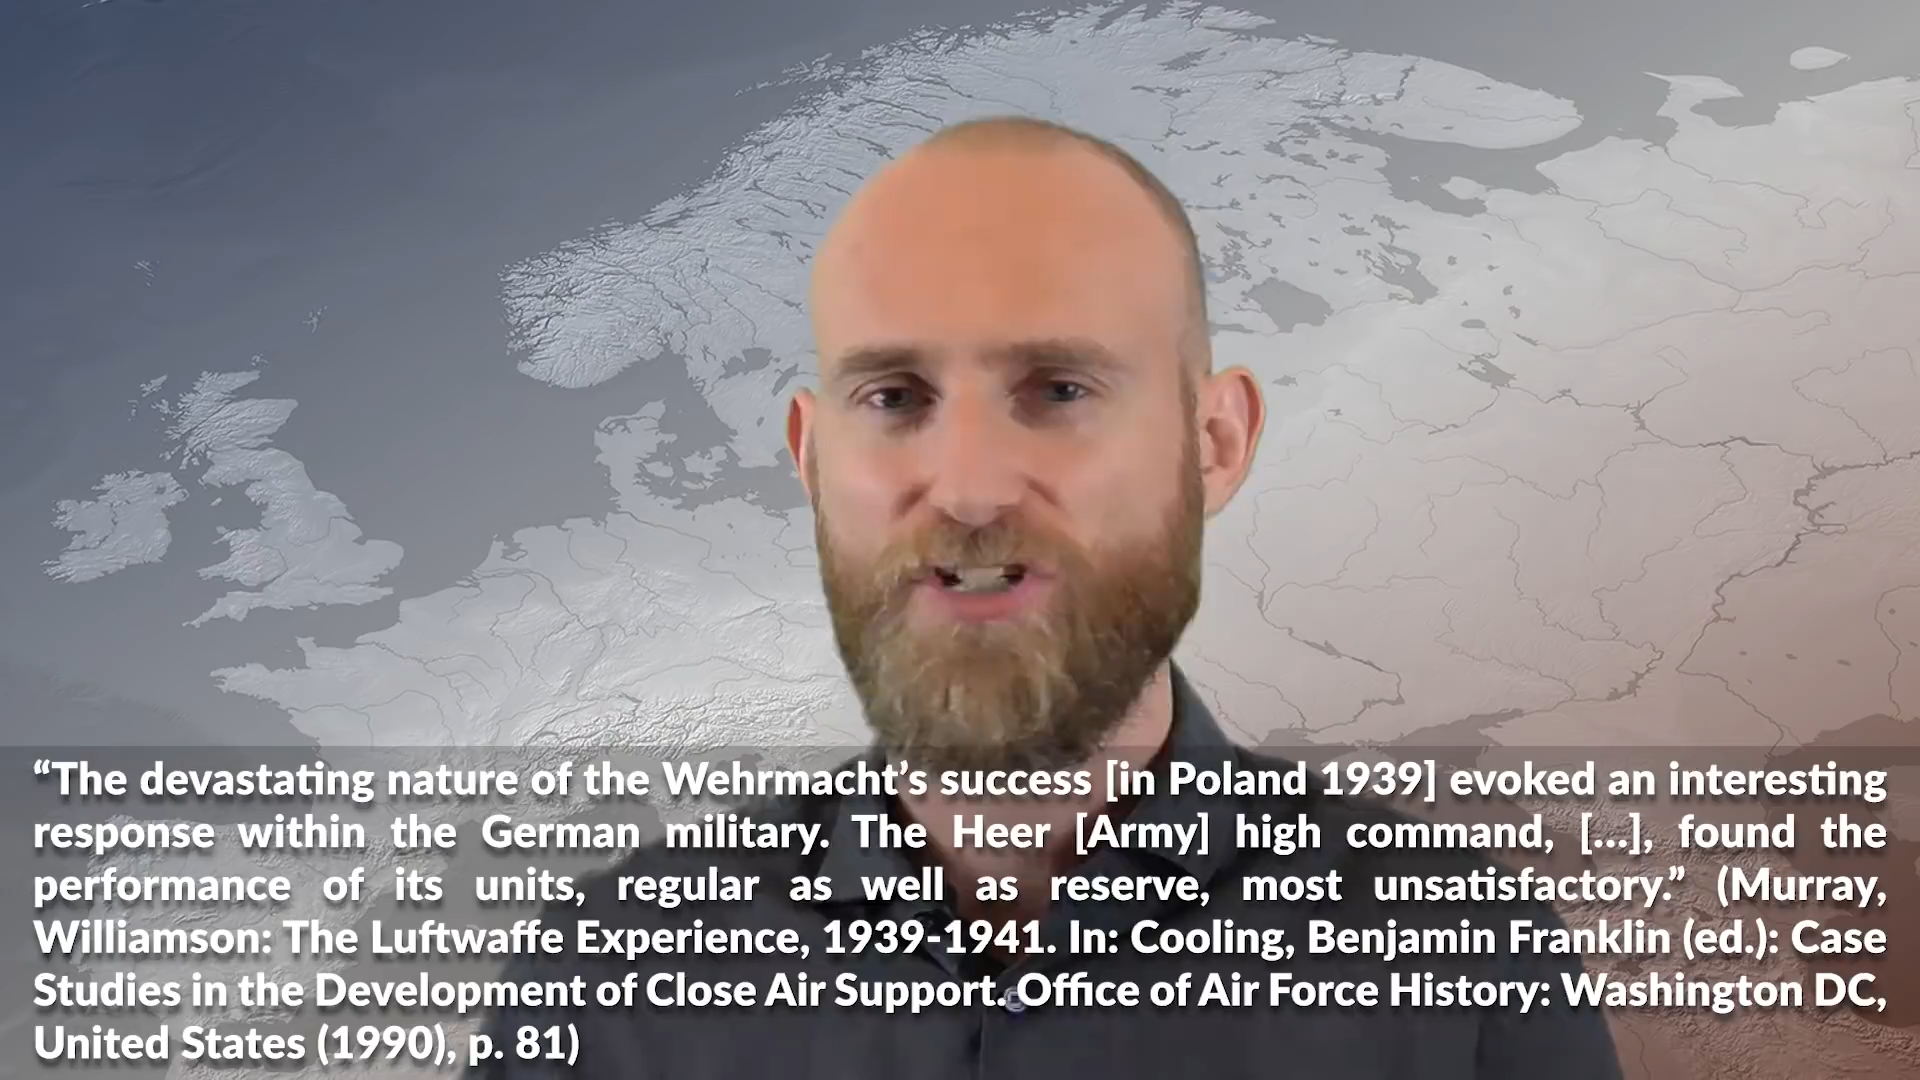 “The devastating nature of the Wehrmacht’s success [in Poland 1939] evoked an interesting
response within the German military. The Heer [Army] high command, [...], found the
performance of its units, regular as well as reserve, most unsatisfactory.” (Murray,
Williamson: The Luftwaffe Experience, 1939-1941. In: Cooling, Benjamin Franklin (ed.): Case
Studies in the Development of Close Air Support. Office of Air Force History: Washington DC,
United States (1990), p. 81)